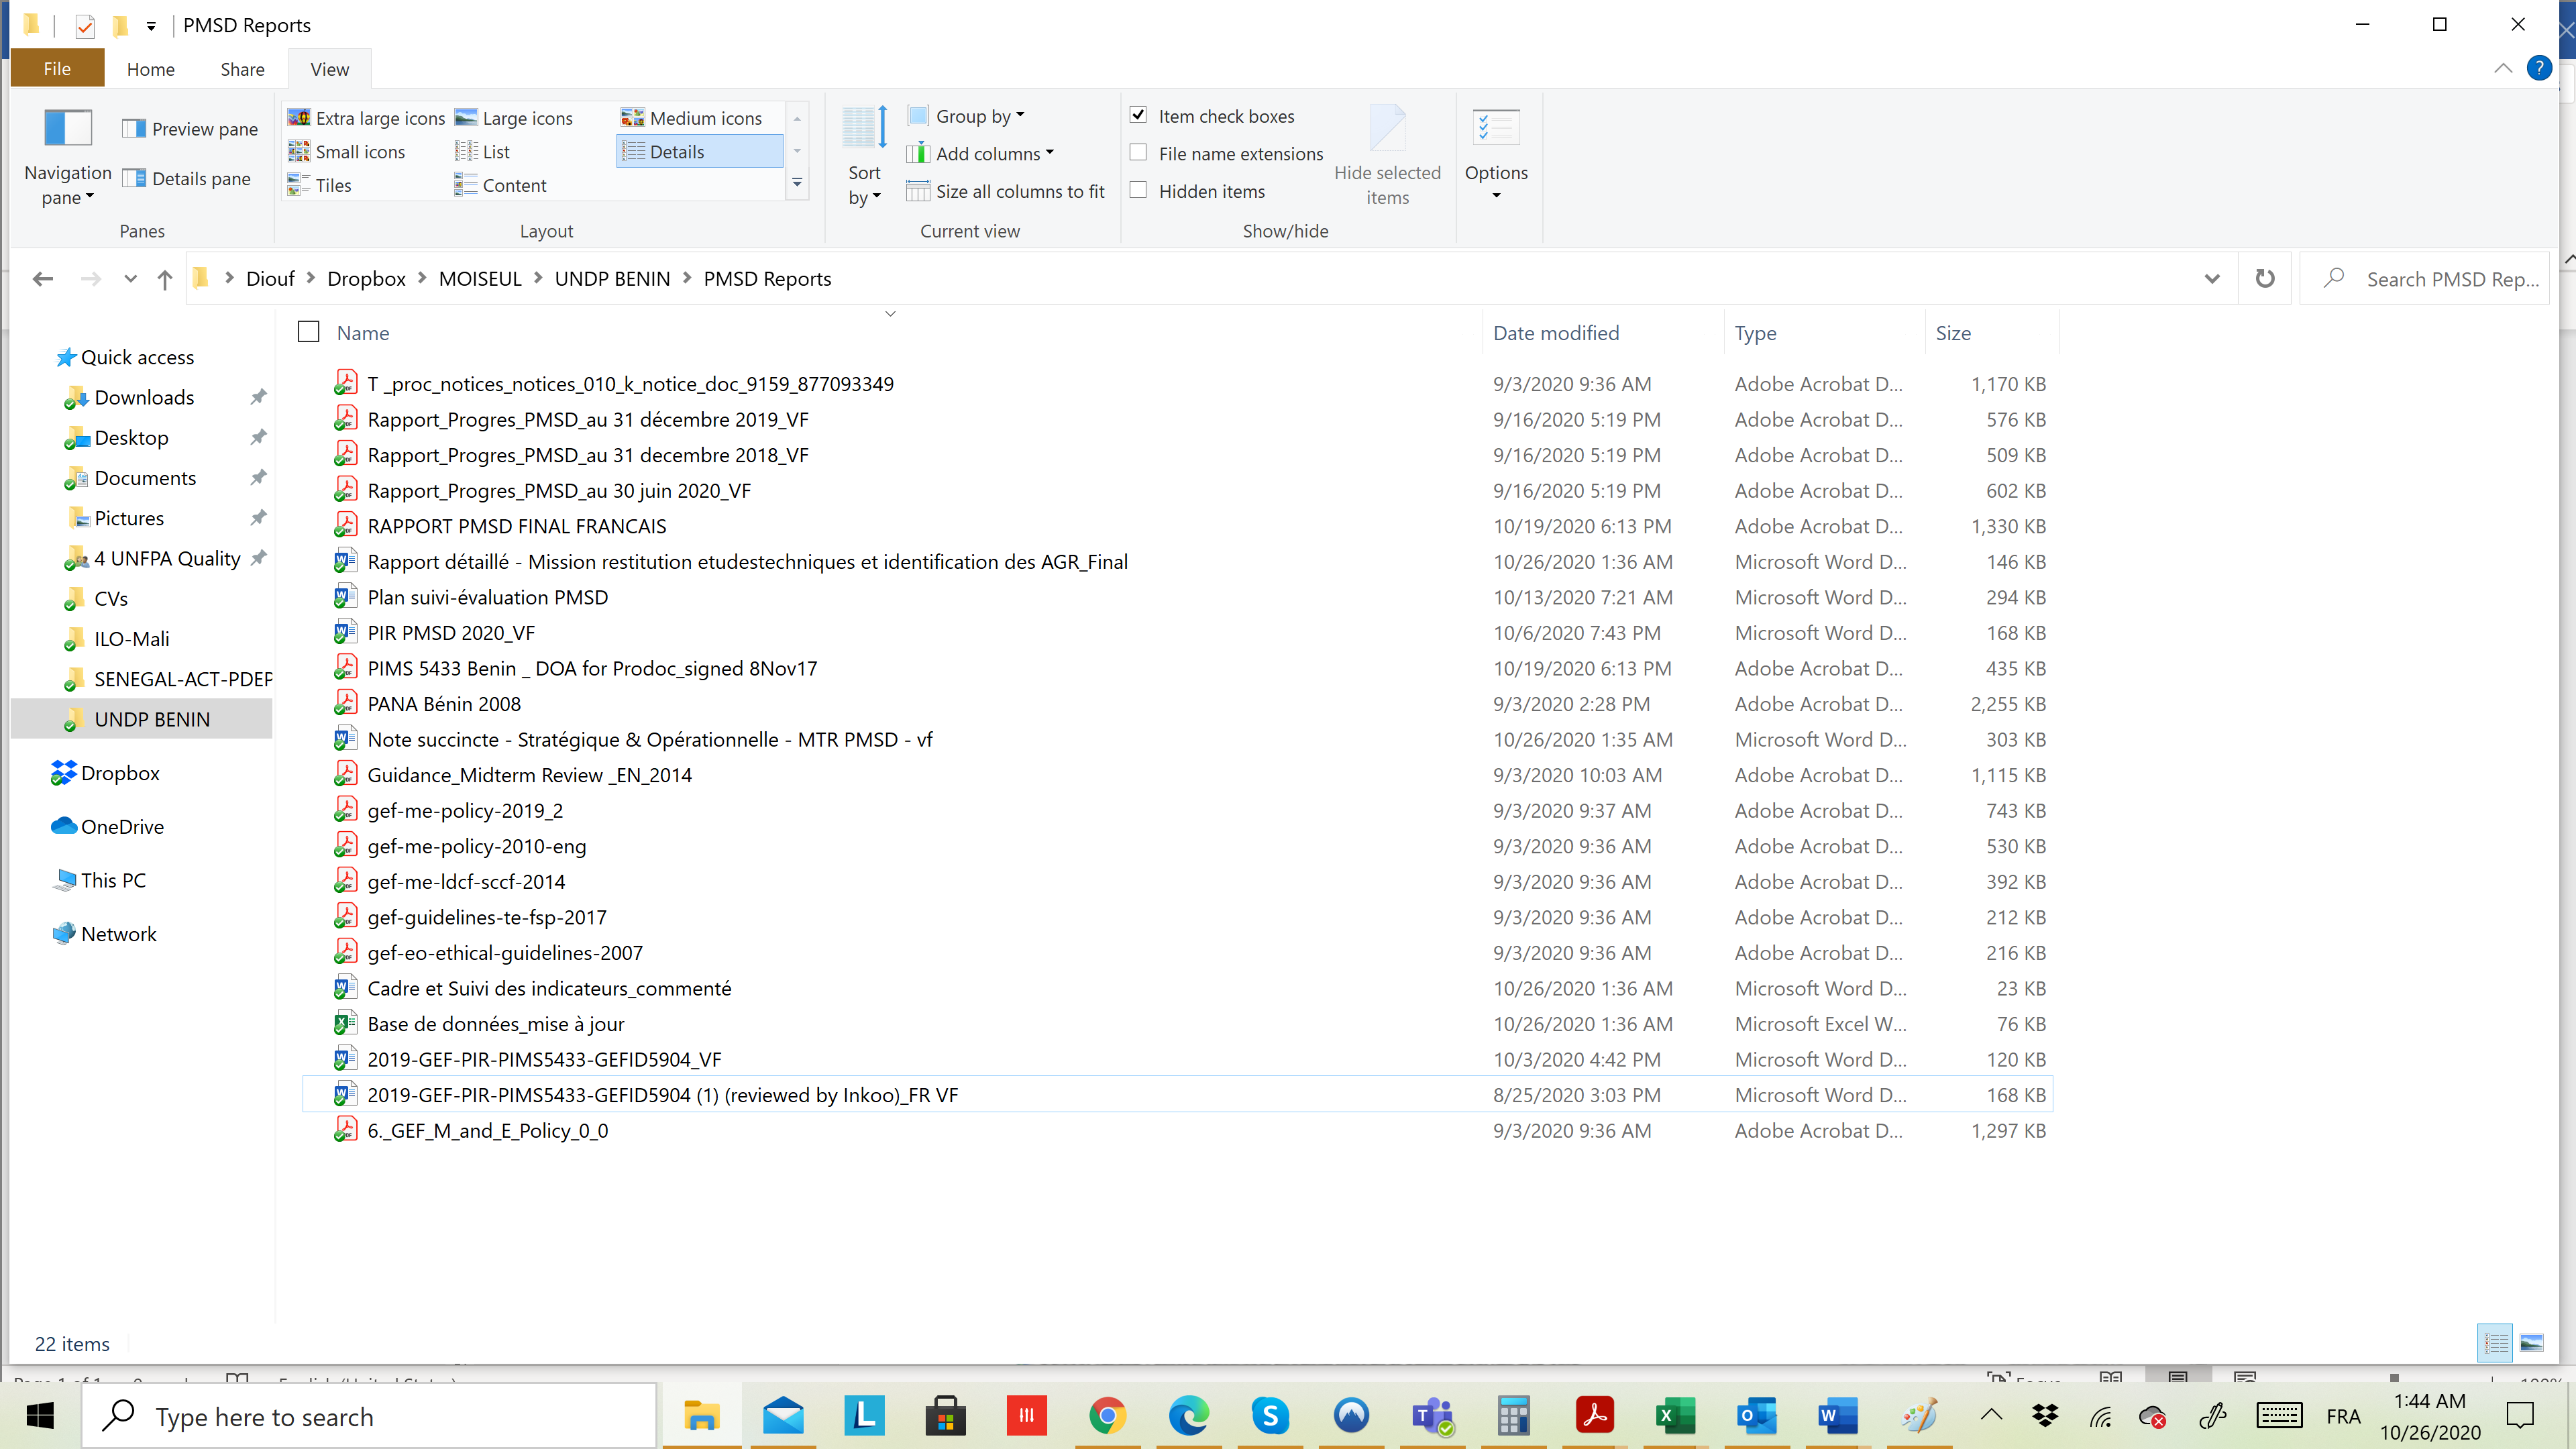 PMSD Reports
File Home Share View
Navigation pane
Preview pane
Details pane
Panes
Extra large icons Large icons Medium icons
Small icons List Details
Tiles Content
Layout
Sort by
Group by
Add columns
Size all columns to fit
Current view
Item check boxes
File name extensions
Hidden items
Hide selected items
Show/hide
Options
Diouf > Dropbox > MOISEUL > UNDP BENIN > PMSD Reports
Search PMSD Rep...
Quick access
Downloads
Desktop
Documents
Pictures
4 UNFPA Quality
CVs
ILO-Mali
SENEGAL-ACT-PDEP
UNDP BENIN
Dropbox
OneDrive
This PC
Network
Name Date modified Type Size
T _proc_notices_notices_010_k_notice_doc_9159_877093349 9/3/2020 9:36 AM Adobe Acrobat D... 1,170 KB
Rapport_Progres_PMSD_au 31 décembre 2019_VF 9/16/2020 5:19 PM Adobe Acrobat D... 576 KB
Rapport_Progres_PMSD_au 31 decembre 2018_VF 9/16/2020 5:19 PM Adobe Acrobat D... 509 KB
Rapport_Progres_PMSD_au 30 juin 2020_VF 9/16/2020 5:19 PM Adobe Acrobat D... 602 KB
RAPPORT PMSD FINAL FRANCAIS 10/19/2020 6:13 PM Adobe Acrobat D... 1,330 KB
Rapport détaillé - Mission restitution etudestechniques et identification des AGR_Final 10/26/2020 1:36 AM Microsoft Word D... 146 KB
Plan suivi-évaluation PMSD 10/13/2020 7:21 AM Microsoft Word D... 294 KB
PIR PMSD 2020_VF 10/6/2020 7:43 PM Microsoft Word D... 168 KB
PIMS 5433 Benin _ DOA for Prodoc_signed 8Nov17 10/19/2020 6:13 PM Adobe Acrobat D... 435 KB
PANA Bénin 2008 9/3/2020 2:28 PM Adobe Acrobat D... 2,255 KB
Note succincte - Stratégique & Opérationnelle - MTR PMSD - vf 10/26/2020 1:35 AM Microsoft Word D... 303 KB
Guidance_Midterm Review _EN_2014 9/3/2020 10:03 AM Adobe Acrobat D... 1,115 KB
gef-me-policy-2019_2 9/3/2020 9:37 AM Adobe Acrobat D... 743 KB
gef-me-policy-2010-eng 9/3/2020 9:36 AM Adobe Acrobat D... 530 KB
gef-me-ldcf-sccf-2014 9/3/2020 9:36 AM Adobe Acrobat D... 392 KB
gef-guidelines-te-fsp-2017 9/3/2020 9:36 AM Adobe Acrobat D... 212 KB
gef-eo-ethical-guidelines-2007 9/3/2020 9:36 AM Adobe Acrobat D... 216 KB
Cadre et Suivi des indicateurs_commenté 10/26/2020 1:36 AM Microsoft Word D... 23 KB
Base de données_mise à jour 10/26/2020 1:36 AM Microsoft Excel W... 76 KB
2019-GEF-PIR-PIMS5433-GEFID5904_VF 10/3/2020 4:42 PM Microsoft Word D... 120 KB
2019-GEF-PIR-PIMS5433-GEFID5904 (1) (reviewed by Inkoo)_FR VF 8/25/2020 3:03 PM Microsoft Word D... 168 KB
6._GEF_M_and_E_Policy_0_0 9/3/2020 9:36 AM Adobe Acrobat D... 1,297 KB
22 items
Type here to search
FRA
1:44 AM
10/26/2020